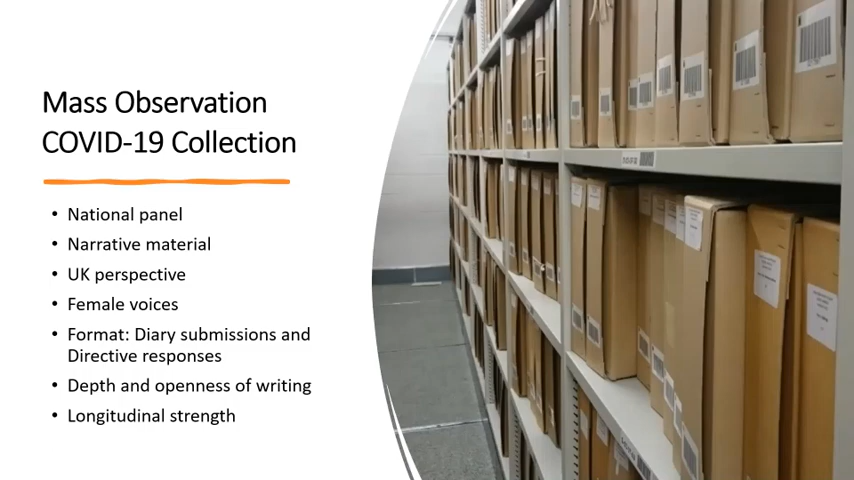 Mass Observation
COVID-19 Collection
• National panel
• Narrative material
• UK perspective
• Female voices
• Format: Diary submissions and
Directive responses
• Depth and openness of writing
• Longitudinal strength